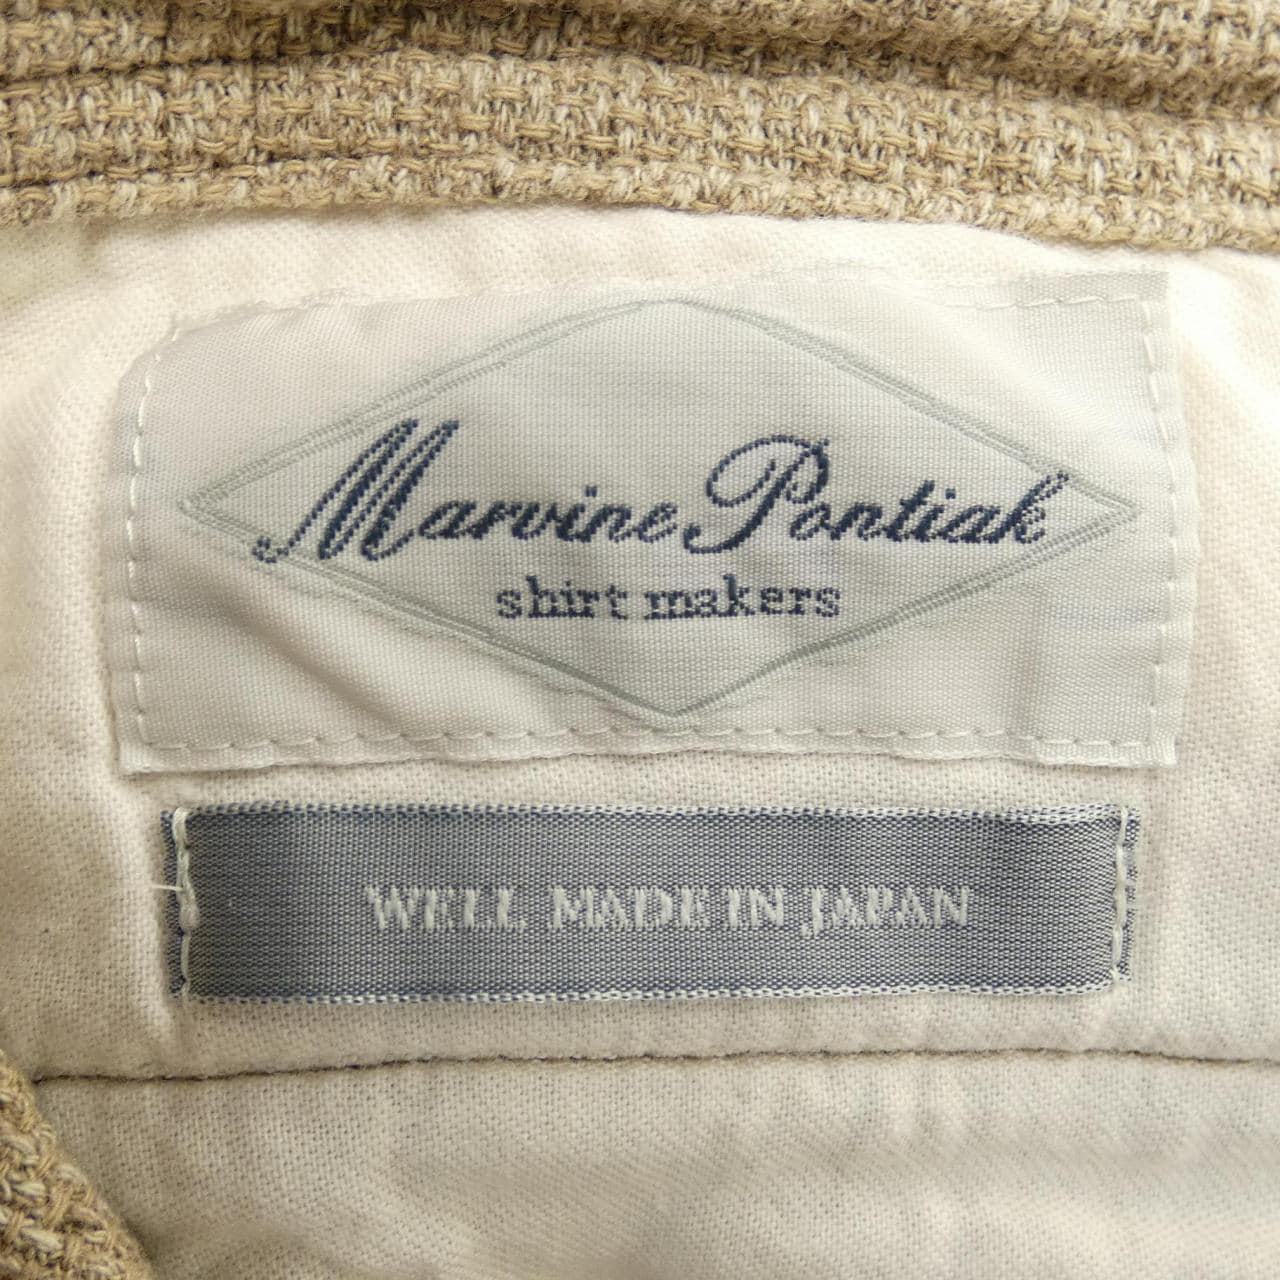 Marvine Pontiak
shirt makers
WELL MADE IN JAPAN